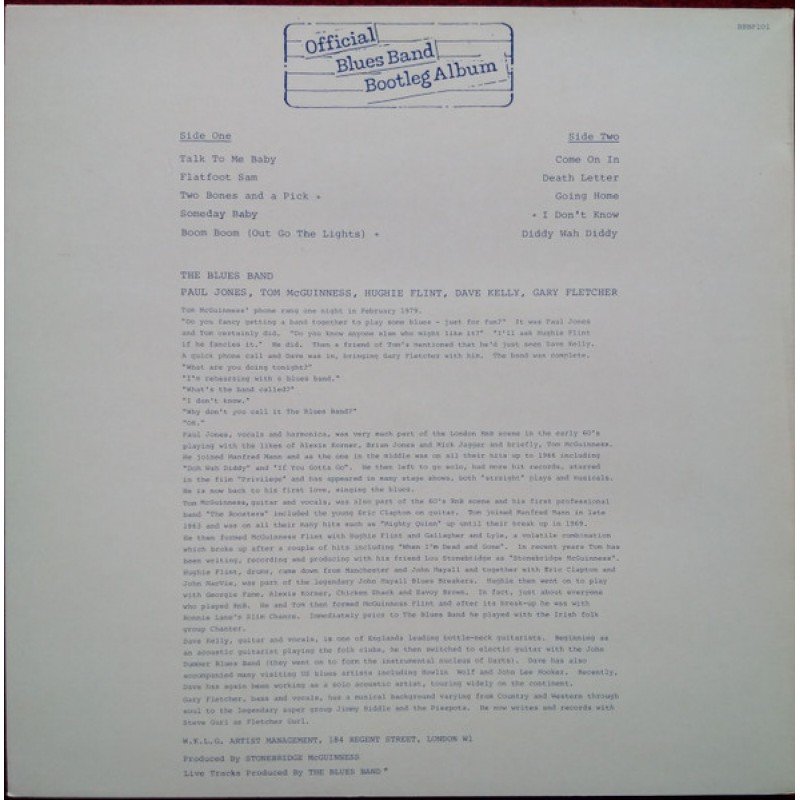 BBBP101
Official
Blues Band
Bootleg Album
Side One
Talk To Me Baby
Flatfoot Sam
Two Bones and a Pick *
Someday Baby
Boom Boom (Out Go The Lights) *
Side Two
Come On In
Death Letter
Going Home
* I Don't Know
Diddy Wah Diddy
THE BLUES BAND
PAUL JONES, TOM McGUINNESS, HUGHIE FLINT, DAVE KELLY, GARY FLETCHER
Tom McGuinness' phone rang one night in February 1979.
"Do you fancy getting a band together to play some blues - just for fun?" It was Paul Jones
and Tom certainly did. "Do you know anyone else who might like it?" "I'll ask Hughie Flint
if he fancies it." He did. Then a friend of Tom's mentioned that he'd just seen Dave Kelly.
A quick phone call and Dave was in, bringing Gary Fletcher with him. The band was complete.
"What are you doing tonight?"
"I'm rehearsing with a blues band."
"What's the band called?"
"I don't know."
"Why don't you call it The Blues Band?"
"OK."
Paul Jones, vocals and harmonica, was very much part of the London RnB scene in the early 60's
playing with the likes of Alexis Korner, Brian Jones and Mick Jagger and briefly, Tom McGuinness.
He joined Manfred Mann and as the one in the middle was on all their hits up to 1966 including
"Doh Wah Diddy" and "If You Gotta Go". He then left to go solo, had more hit records, starred
in the film "Privilege" and has appeared in many stage shows, both "straight" plays and musicals.
He is now back to his first love, singing the blues.
Tom McGuinness, guitar and vocals, was also part of the 60's RnB scene and his first professional
band "The Roosters" included the young Eric Clapton on guitar. Tom joined Manfred Mann in late
1963 and was on all their many hits such as "Mighty Quinn" up until their break up in 1969.
He then formed McGuinness Flint with Hughie Flint and Gallagher and Lyle, a volatile combination
which broke up after a couple of hits including "When I'm Dead and Gone". In recent years Tom has
been writing, recording and producing with his friend Lou Stonebridge as "Stonebridge McGuinness".
Hughie Flint, drums, came down from Manchester and John Mayall and together with Eric Clapton and
John MacVie, was part of the legendary John Mayall Blues Breakers. Hughie then went on to play
with Georgie Fame, Alexis Korner, Chicken Shack and Savoy Brown. In fact, just about everyone
who played RnB. He and Tom then formed McGuinness Flint and after its break-up he was with
Ronnie Lane's Slim Chance. Immediately prior to The Blues Band he played with the Irish folk
group Chanter.
Dave Kelly, guitar and vocals, is one of Englands leading bottle-neck guitarists. Beginning as
an acoustic guitarist playing the folk clubs, he then switched to electic guitar with the John
Dummer Blues Band (they went on to form the instrumental nucleus of Darts). Dave has also
accompanied many visiting US blues artists including Howlin Wolf and John Lee Hooker. Recently,
Dave has again been working as a solo acoustic artist, touring widely on the continent.
Gary Fletcher, bass and vocals, has a musical background varying from Country and Western through
soul to the legendary super group Jimmy Riddle and the Pisspots. He now writes and records with
Steve Gurl as Fletcher Gurl.
W.K.L.G. ARTIST MANAGEMENT, 184 REGENT STREET, LONDON W1
Produced By STONEBRIDGE McGUINNESS
Live Tracks Produced By THE BLUES BAND *